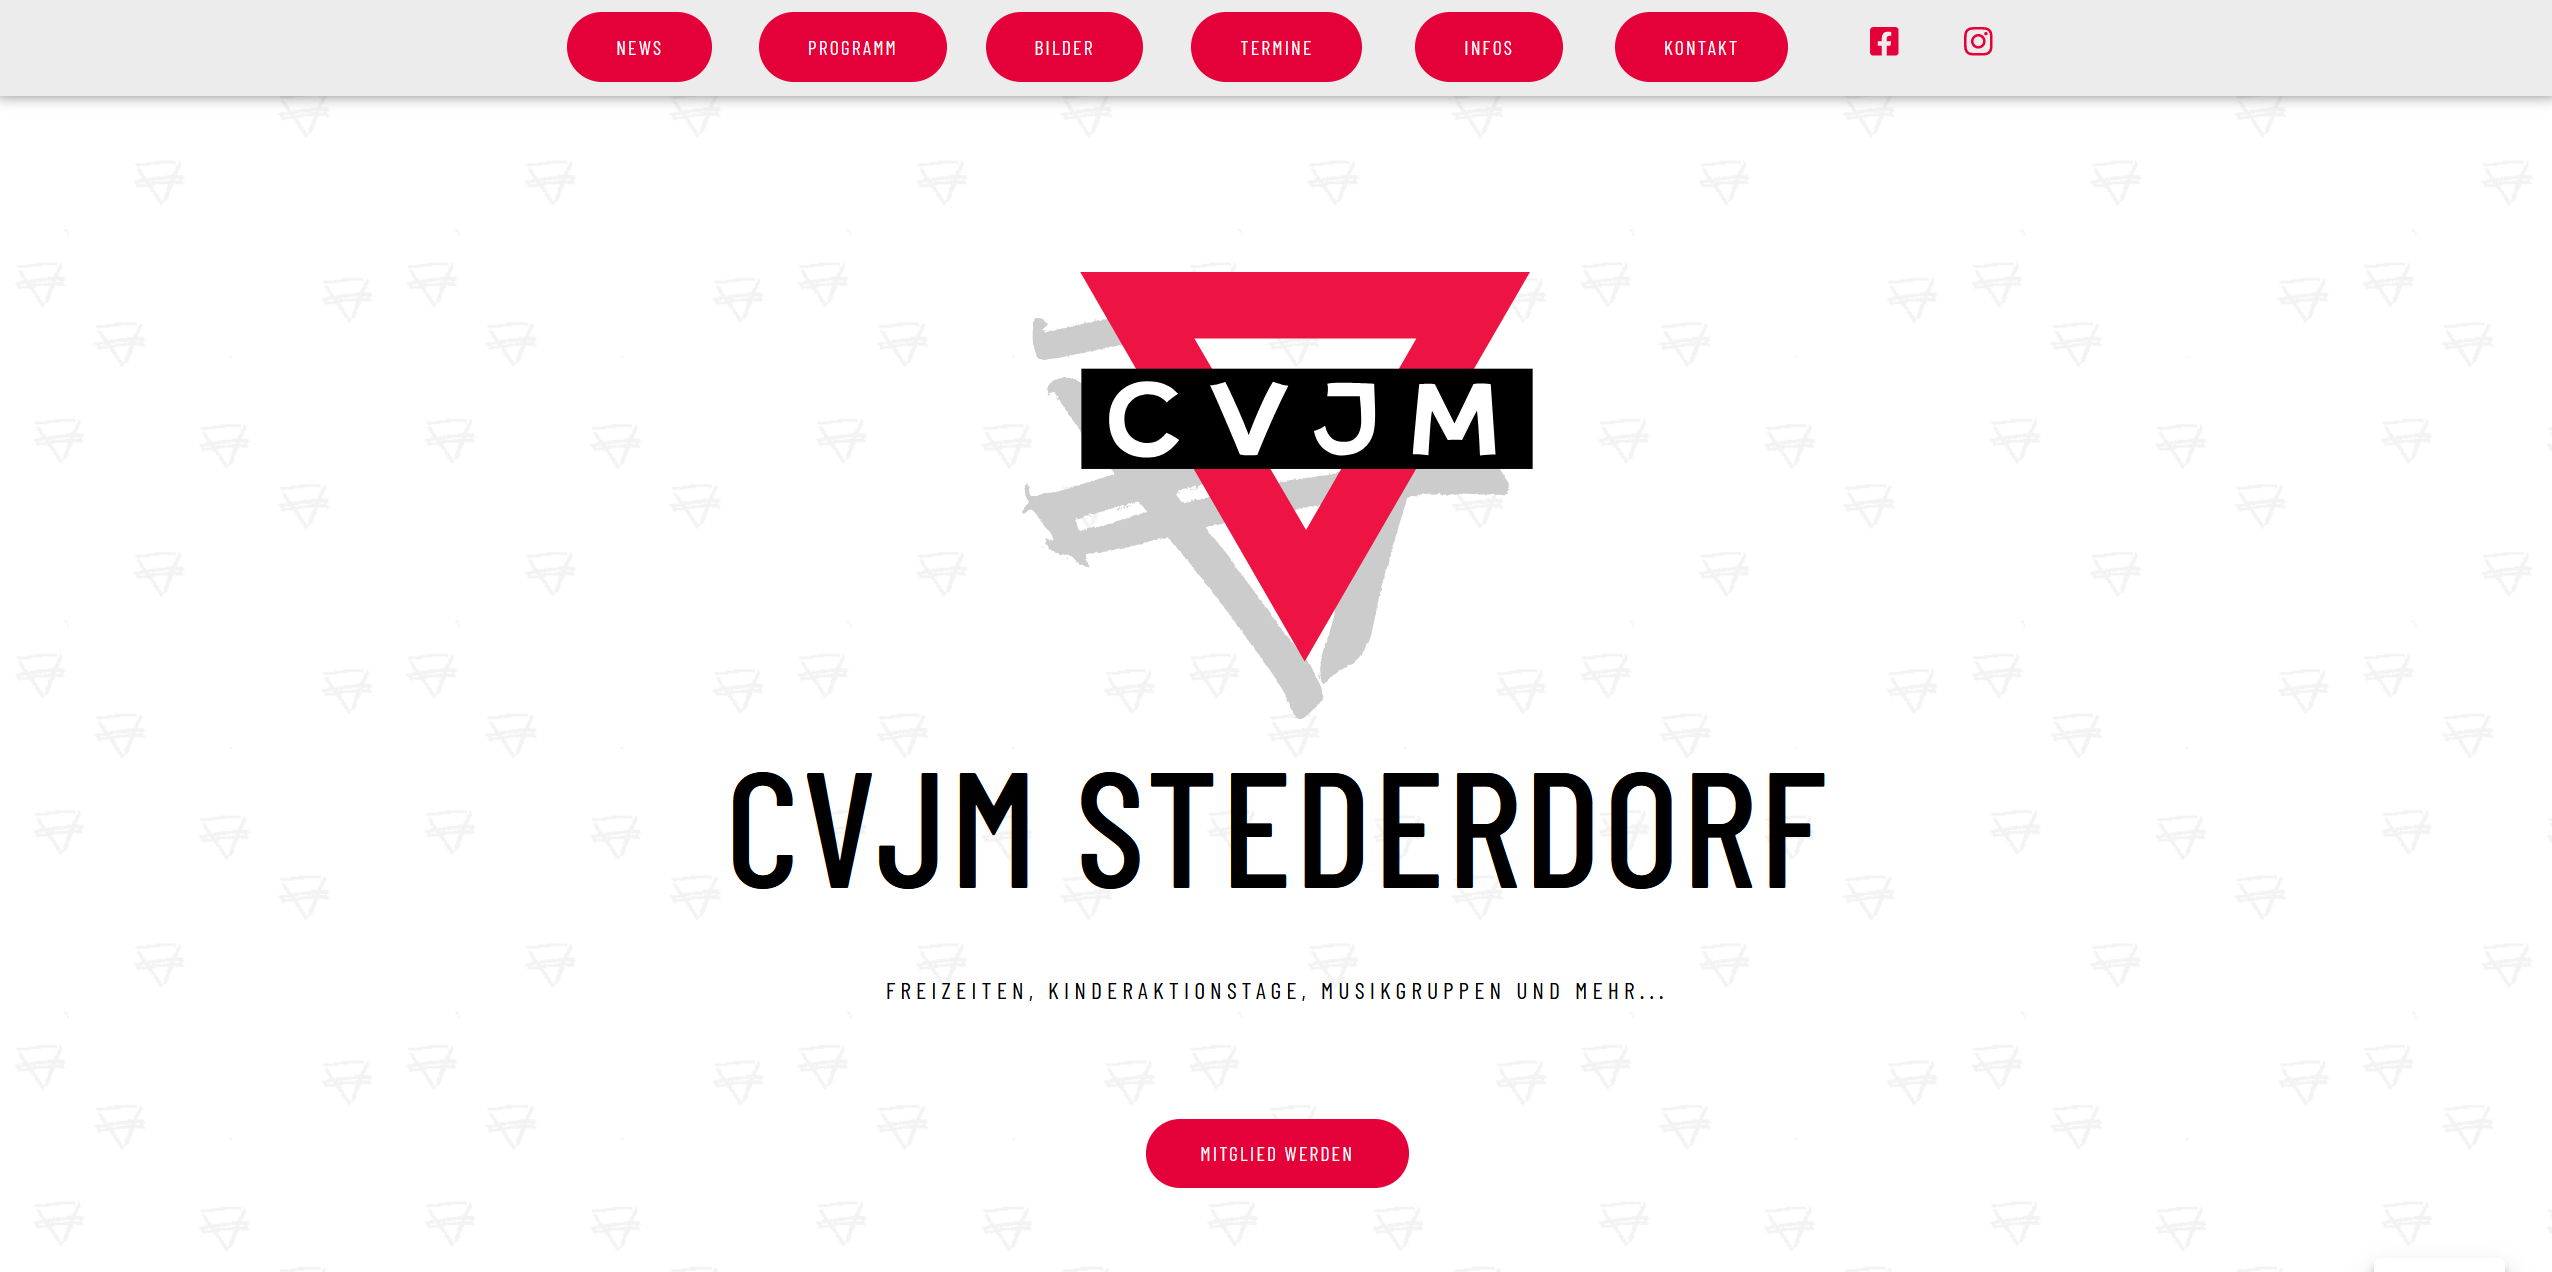 NEWS PROGRAMM BILDER TERMINE INFOS KONTAKT
CVJM
CVJM STEDERDORF
FREIZEITEN, KINDERAKTIONSTAGE, MUSIKGRUPPEN UND MEHR...
MITGLIED WERDEN